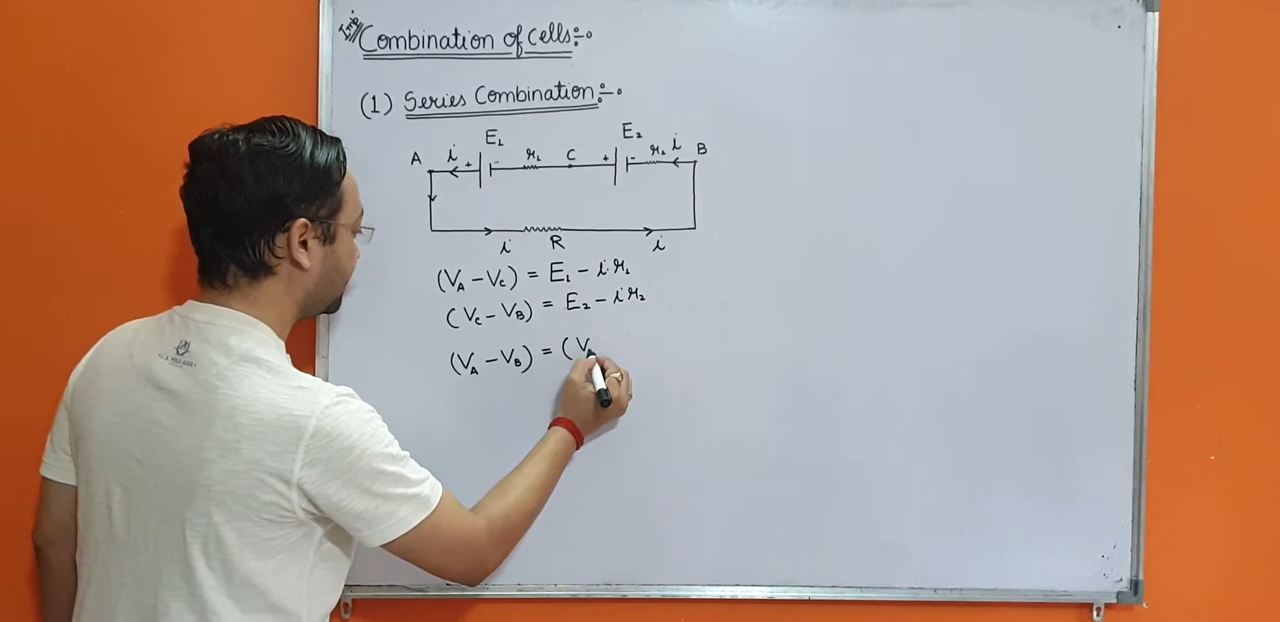 Imp.
Combination of Cells:-
(1) Series Combination:-
E₁ E₂
A i + - r₁ C + - r₂ i B
i R i
(V_A - V_C) = E₁ - i.r₁
(V_C - V_B) = E₂ - i r₂
(V_A - V_B) = (V